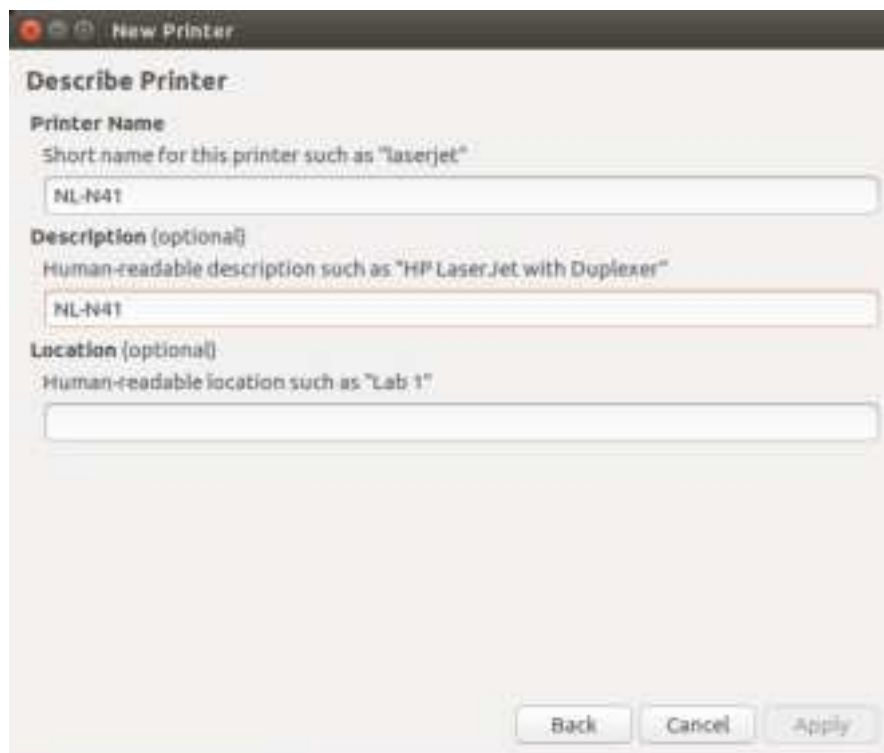 New Printer
Describe Printer
Printer Name
Short name for this printer such as "laserjet"
NL-N41
Description (optional)
Human-readable description such as "HP LaserJet with Duplexer"
NL-N41
Location (optional)
Human-readable location such as "Lab 1"
Back Cancel Apply